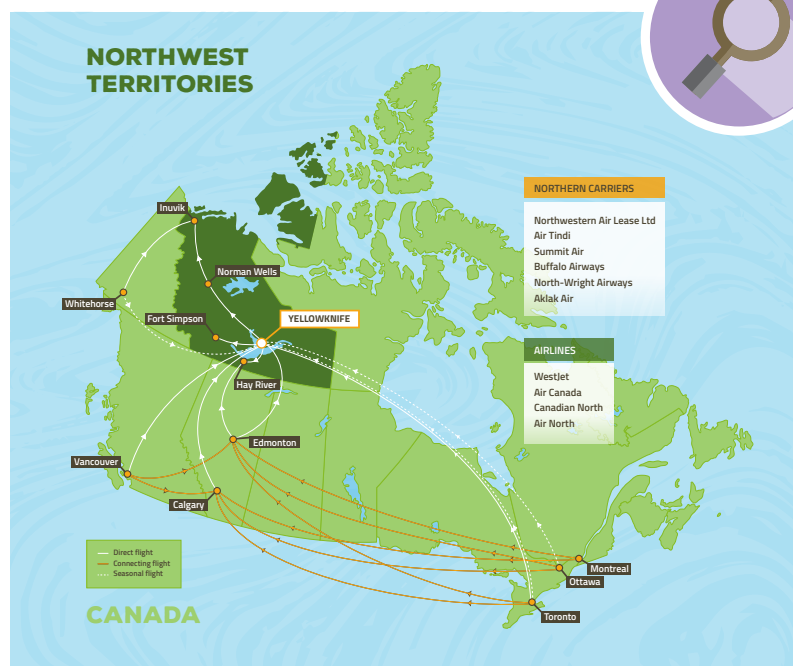 NORTHWEST
TERRITORIES
NORTHERN CARRIERS
Northwestern Air Lease Ltd
Air Tindi
Summit Air
Buffalo Airways
North-Wright Airways
Aklak Air
Inuvik
Norman Wells
Whitehorse
Fort Simpson
YELLOWKNIFE
AIRLINES
WestJet
Air Canada
Canadian North
Air North
Hay River
Edmonton
Vancouver
Calgary
Direct flight
Connecting flight
Seasonal flight
Montreal
Ottawa
Toronto
CANADA